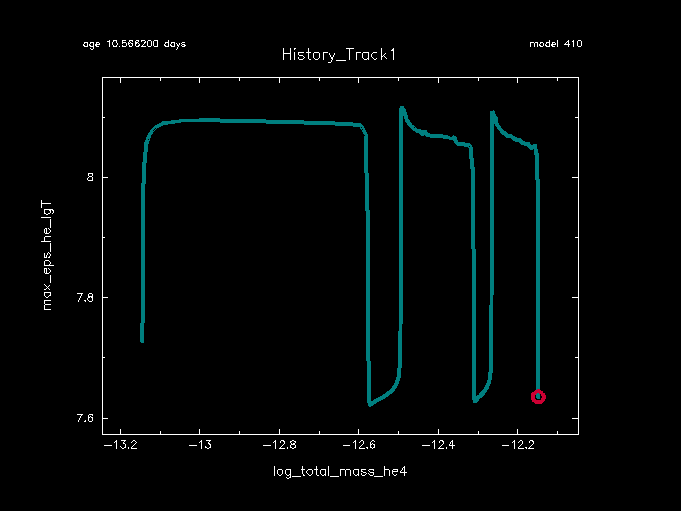 age 10.566200 days
model 410
History_Track1
max_eps_he_lgT
8
7.8
7.6
−13.2 −13 −12.8 −12.6 −12.4 −12.2
log_total_mass_he4